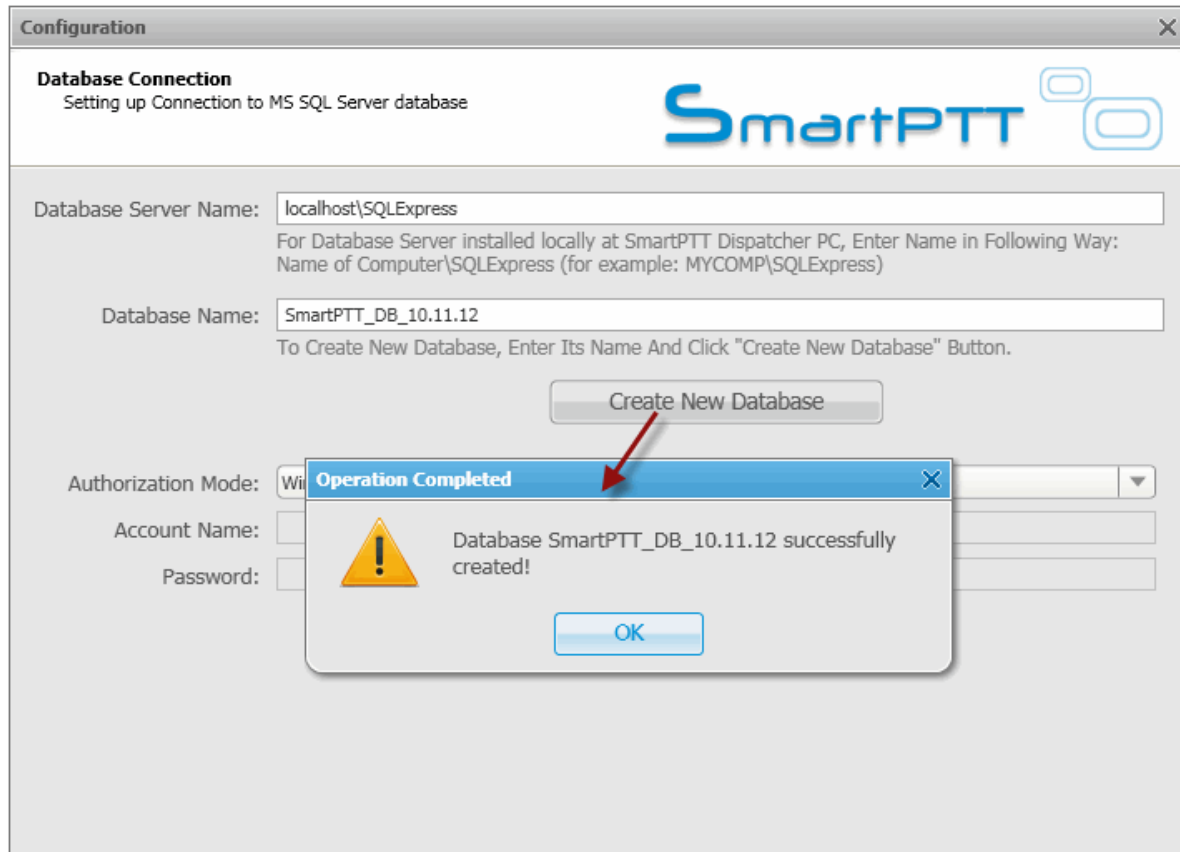 Configuration
Database Connection
Setting up Connection to MS SQL Server database
SmartPTT
Database Server Name:
localhost\SQLExpress
For Database Server installed locally at SmartPTT Dispatcher PC, Enter Name in Following Way:
Name of Computer\SQLExpress (for example: MYCOMP\SQLExpress)
Database Name:
SmartPTT_DB_10.11.12
To Create New Database, Enter Its Name And Click "Create New Database" Button.
Create New Database
Authorization Mode:
Operation Completed
Account Name:
Database SmartPTT_DB_10.11.12 successfully
created!
Password:
OK